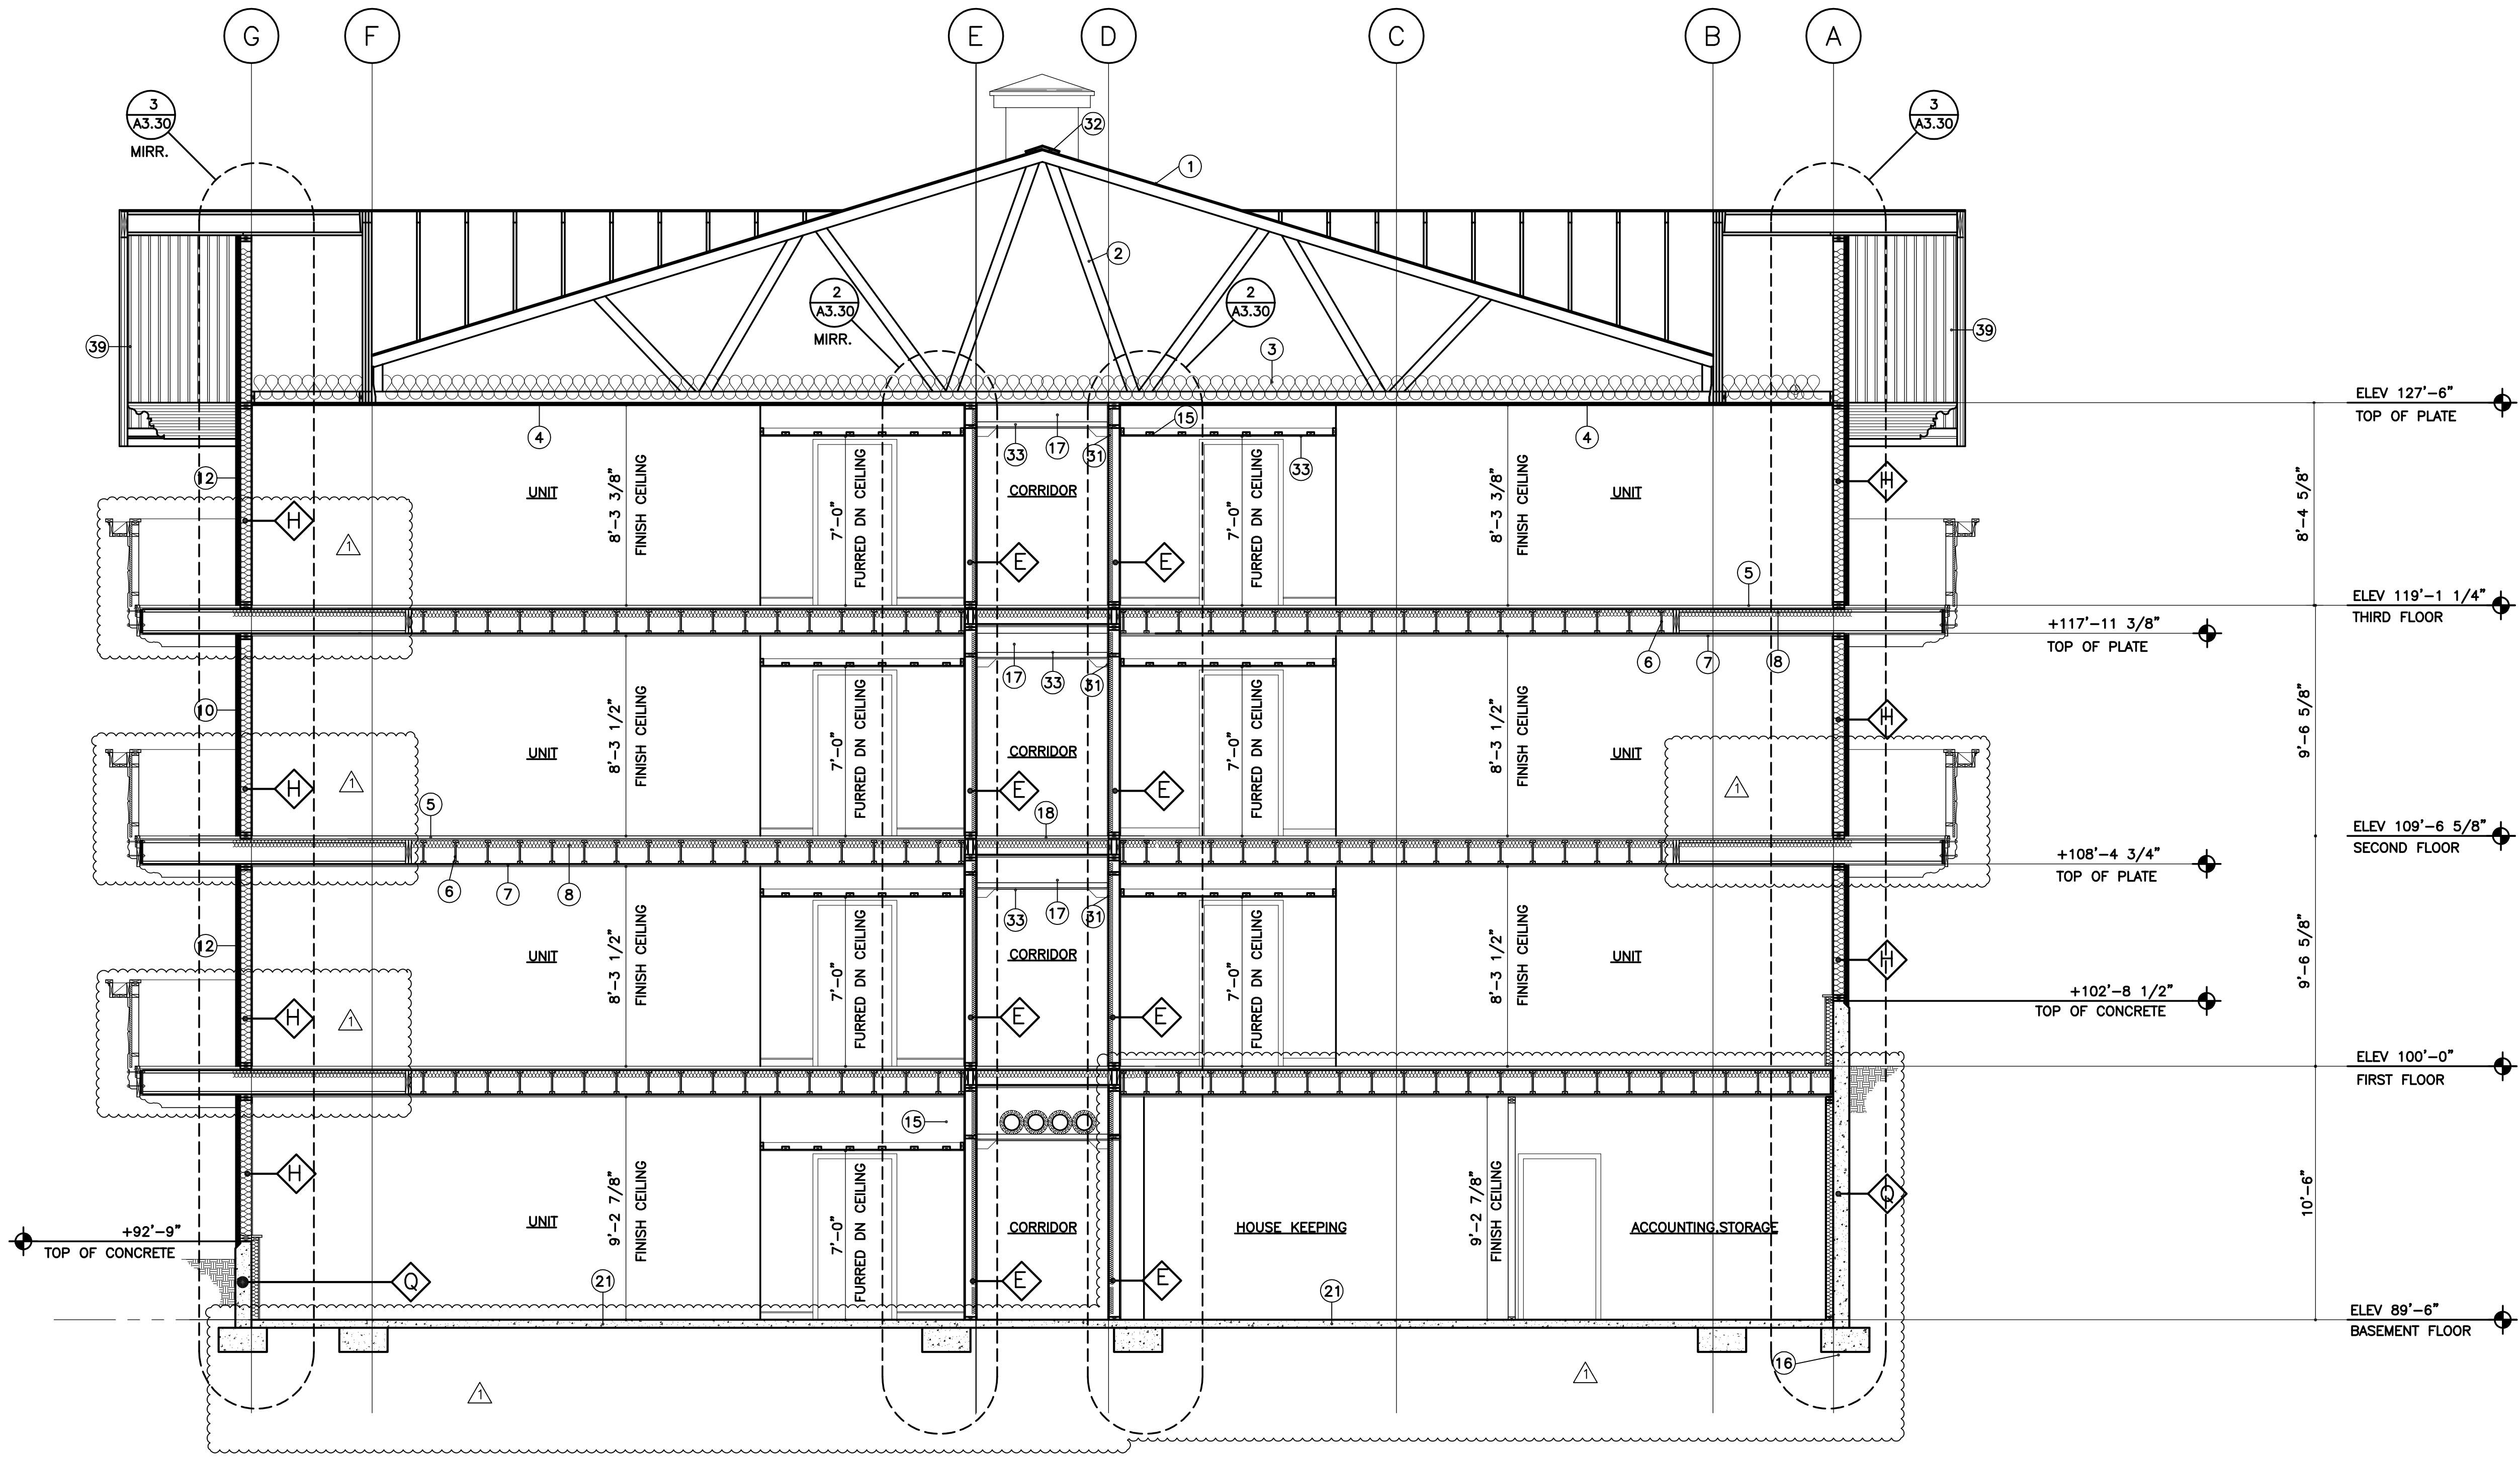 G
F
E
D
C
B
A
3
A3.30
MIRR.
3
A3.30
32
1
2
2
A3.30
MIRR.
2
A3.30
39
3
39
ELEV 127'-6"
TOP OF PLATE
4
33
17
31
15
33
4
12
UNIT
8'-3 3/8"
FINISH CEILING
7'-0"
FURRED DN CEILING
CORRIDOR
7'-0"
FURRED DN CEILING
8'-3 3/8"
FINISH CEILING
UNIT
H
8'-4 5/8"
H
1
E
E
5
ELEV 119'-1 1/4"
THIRD FLOOR
+117'-11 3/8"
TOP OF PLATE
17
33
31
6
7
8
10
UNIT
8'-3 1/2"
FINISH CEILING
7'-0"
FURRED DN CEILING
CORRIDOR
7'-0"
FURRED DN CEILING
8'-3 1/2"
FINISH CEILING
UNIT
H
9'-6 5/8"
H
1
E
E
1
5
18
ELEV 109'-6 5/8"
SECOND FLOOR
+108'-4 3/4"
TOP OF PLATE
6
7
8
33
17
31
12
UNIT
8'-3 1/2"
FINISH CEILING
7'-0"
FURRED DN CEILING
CORRIDOR
7'-0"
FURRED DN CEILING
8'-3 1/2"
FINISH CEILING
UNIT
H
9'-6 5/8"
+102'-8 1/2"
TOP OF CONCRETE
H
1
E
E
ELEV 100'-0"
FIRST FLOOR
15
H
UNIT
9'-2 7/8"
FINISH CEILING
7'-0"
FURRED DN CEILING
CORRIDOR
HOUSE KEEPING
9'-2 7/8"
FINISH CEILING
ACCOUNTING.STORAGE
Q
10'-6"
+92'-9"
TOP OF CONCRETE
Q
21
E
E
21
ELEV 89'-6"
BASEMENT FLOOR
16
1
1